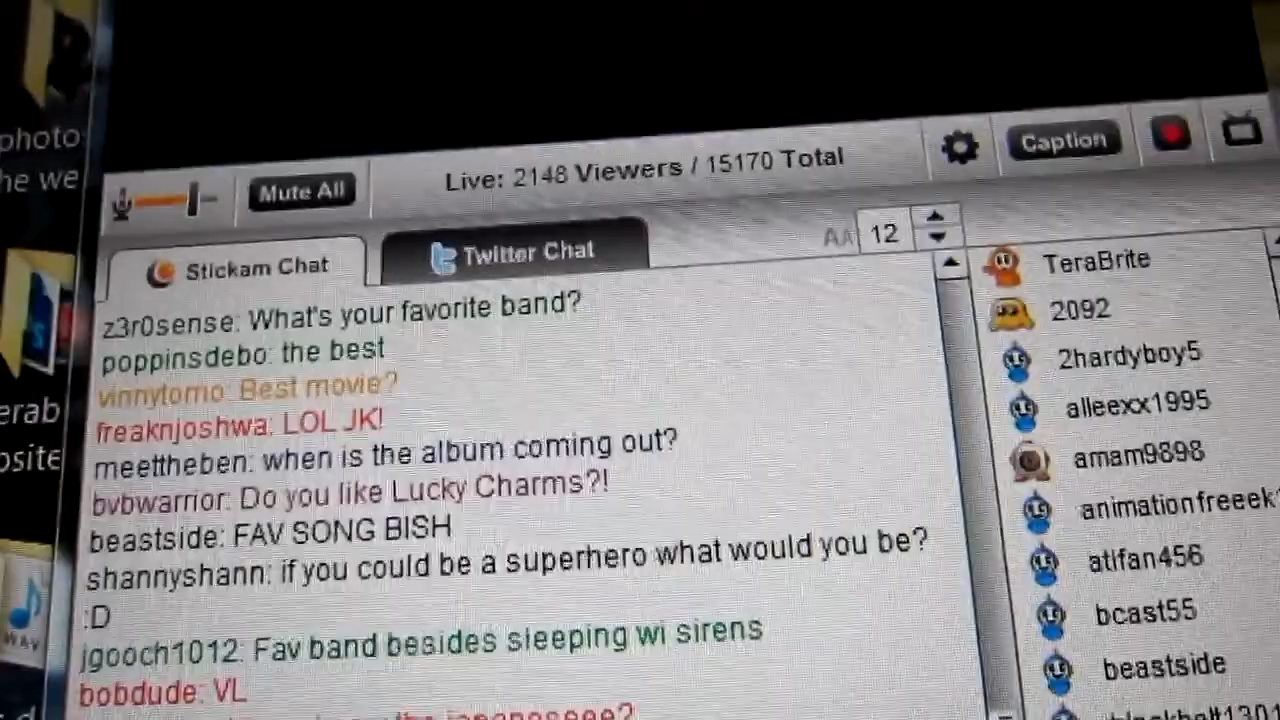 photo
he we
Mute All
Live: 2148 Viewers / 15170 Total
Caption
Stickam Chat
Twitter Chat
AA 12
z3r0sense: What's your favorite band?
poppinsdebo: the best
vinnytomo: Best movie?
freaknjoshwa: LOL JK!
meettheben: when is the album coming out?
bvbwarrior: Do you like Lucky Charms?!
beastside: FAV SONG BISH
shannyshann: if you could be a superhero what would you be?
:D
jgooch1012: Fav band besides sleeping wi sirens
bobdude: VL
TeraBrite
2092
2hardyboy5
alleexx1995
amam9898
animationfreeek
atlfan456
bcast55
beastside
erab
osite
WAV